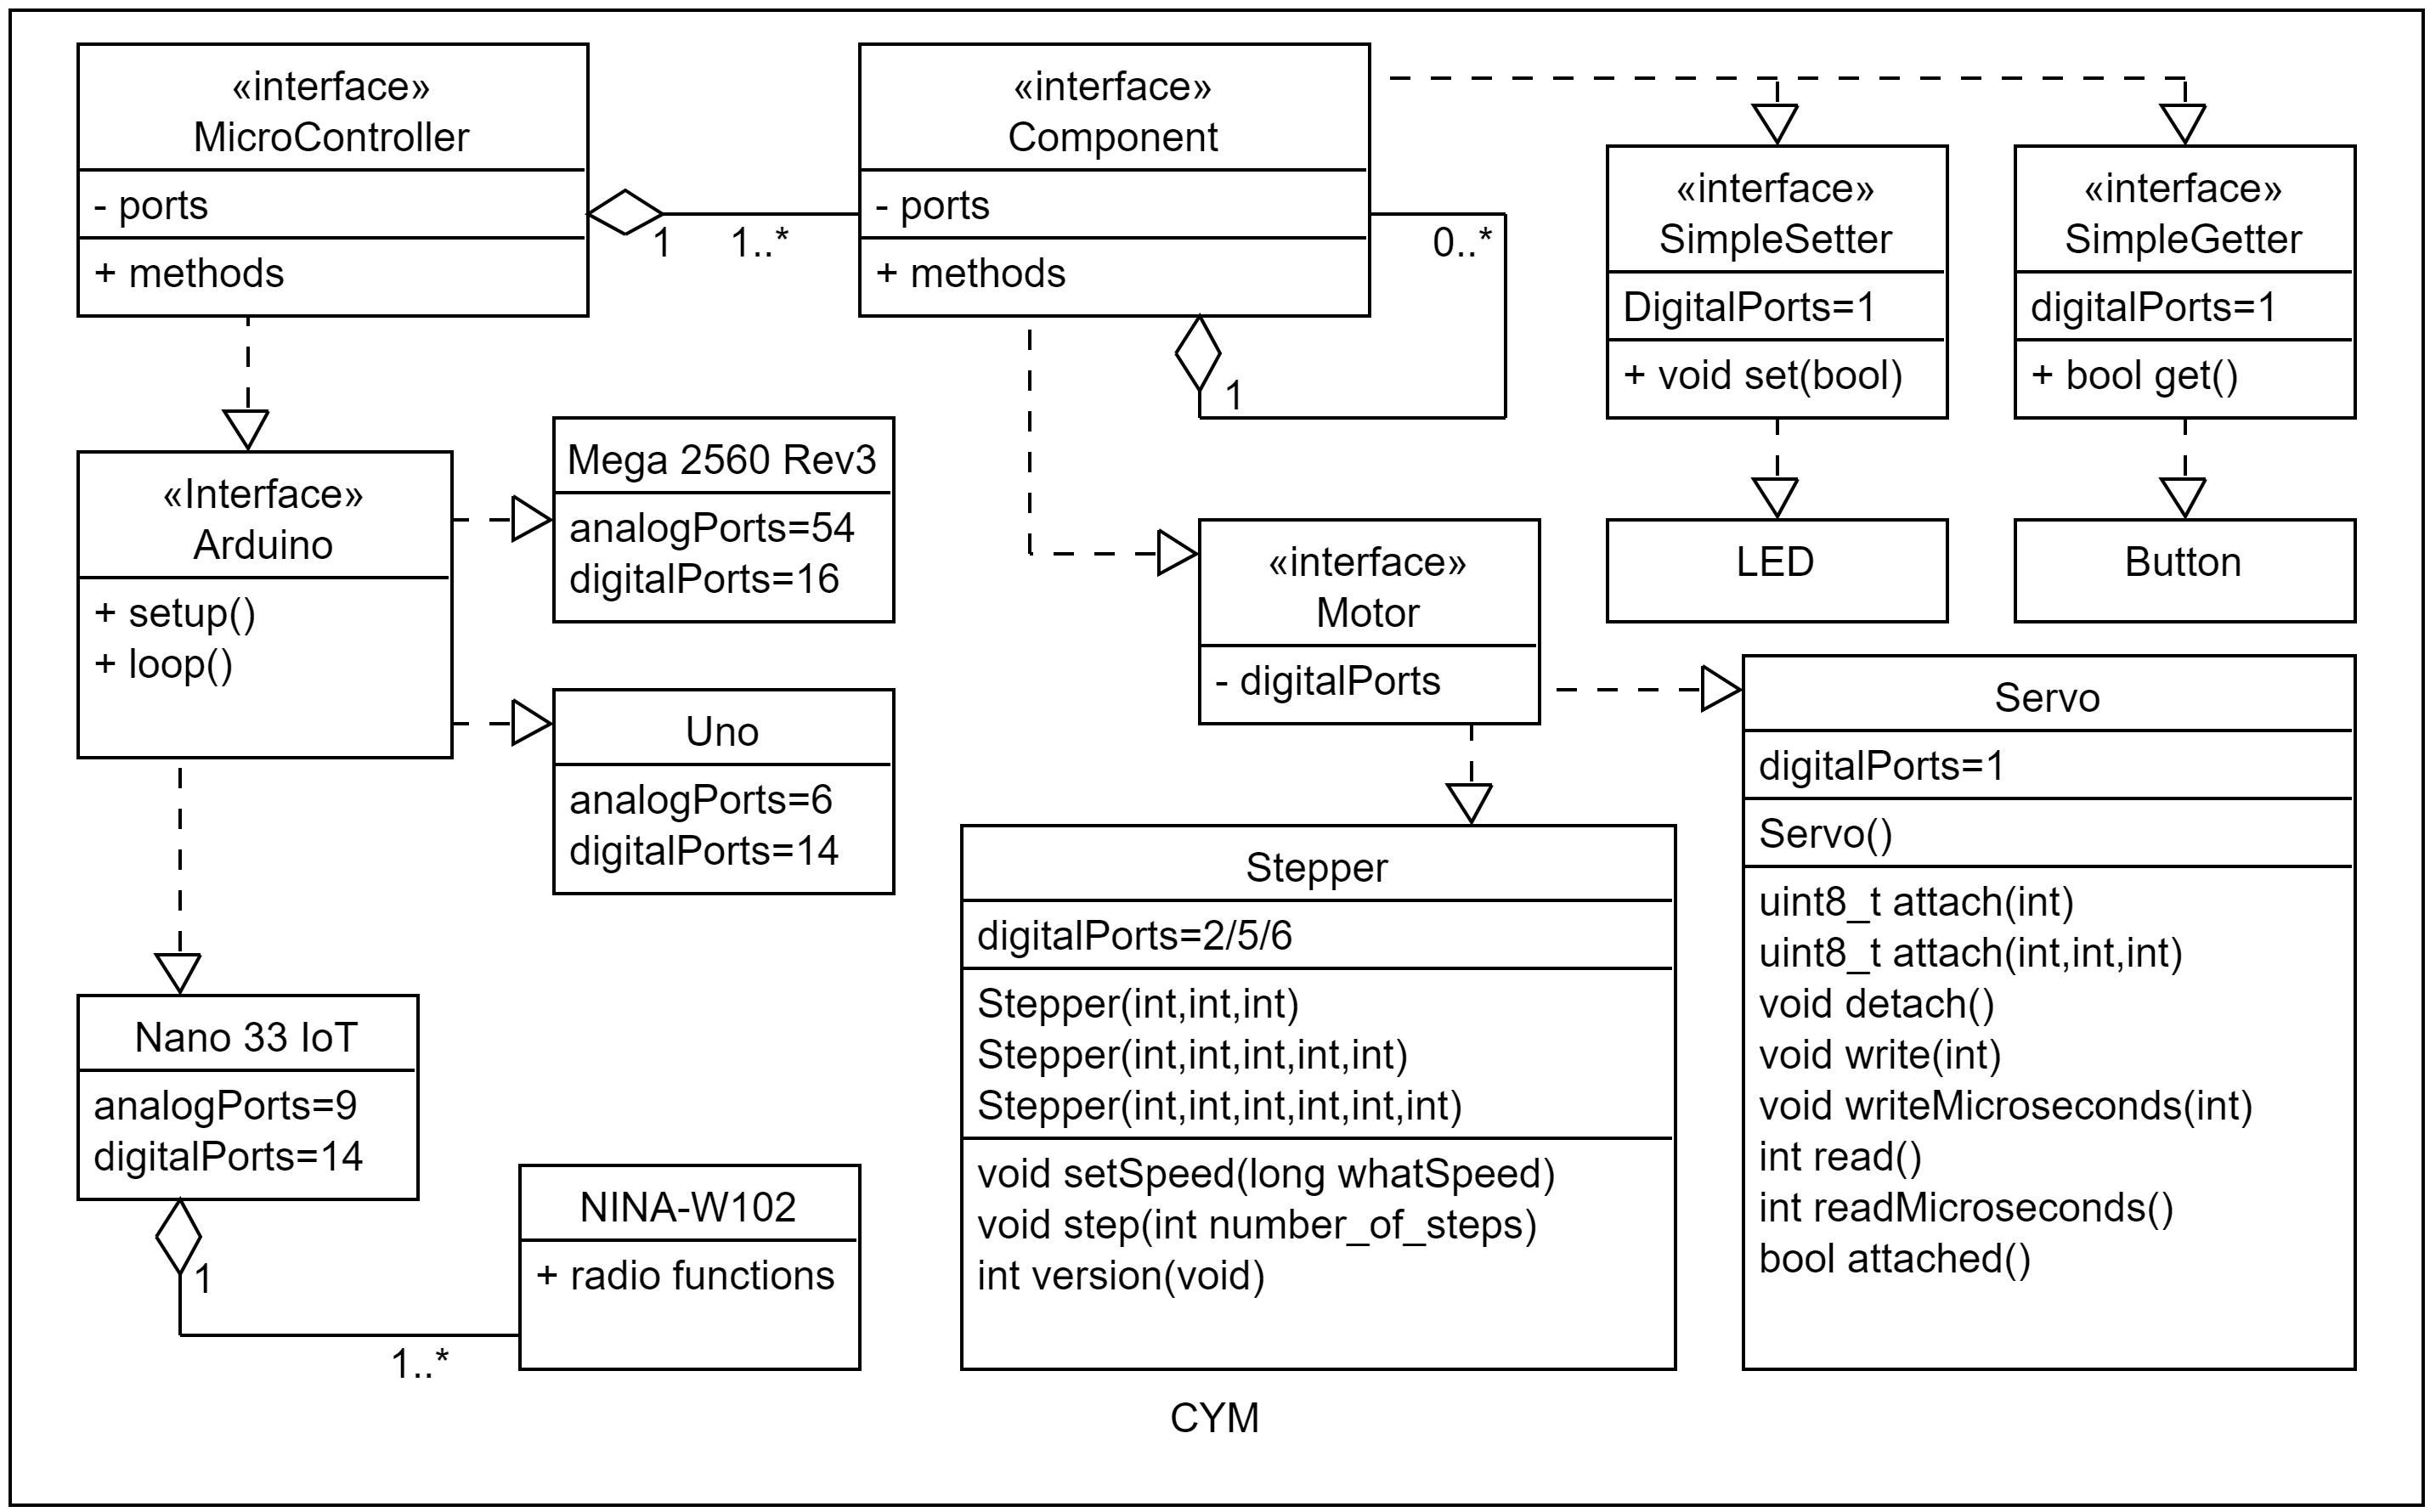 «interface»
MicroController
- ports
+ methods
1
1..*
«interface»
Component
- ports
+ methods
0..*
1
«interface»
SimpleSetter
DigitalPorts=1
+ void set(bool)
«interface»
SimpleGetter
digitalPorts=1
+ bool get()
«Interface»
Arduino
+ setup()
+ loop()
Mega 2560 Rev3
analogPorts=54
digitalPorts=16
Uno
analogPorts=6
digitalPorts=14
«interface»
Motor
- digitalPorts
LED
Button
Nano 33 IoT
analogPorts=9
digitalPorts=14
1
1..*
NINA-W102
+ radio functions
Stepper
digitalPorts=2/5/6
Stepper(int,int,int)
Stepper(int,int,int,int,int)
Stepper(int,int,int,int,int,int)
void setSpeed(long whatSpeed)
void step(int number_of_steps)
int version(void)
Servo
digitalPorts=1
Servo()
uint8_t attach(int)
uint8_t attach(int,int,int)
void detach()
void write(int)
void writeMicroseconds(int)
int read()
int readMicroseconds()
bool attached()
CYM